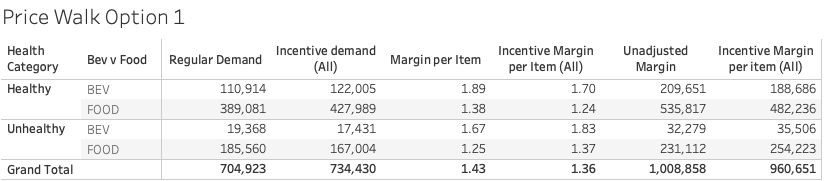 Price Walk Option 1
Health Category Bev v Food Regular Demand Incentive demand (All) Margin per Item Incentive Margin per Item (All) Unadjusted Margin Incentive Margin per item (All)
Healthy BEV 110,914 122,005 1.89 1.70 209,651 188,686
FOOD 389,081 427,989 1.38 1.24 535,817 482,236
Unhealthy BEV 19,368 17,431 1.67 1.83 32,279 35,506
FOOD 185,560 167,004 1.25 1.37 231,112 254,223
Grand Total 704,923 734,430 1.43 1.36 1,008,858 960,651